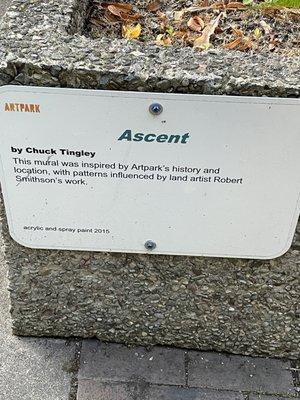 ARTPARK
Ascent
by Chuck Tingley
This mural was inspired by Artpark's history and
location, with patterns influenced by land artist Robert
Smithson's work.
acrylic and spray paint 2015